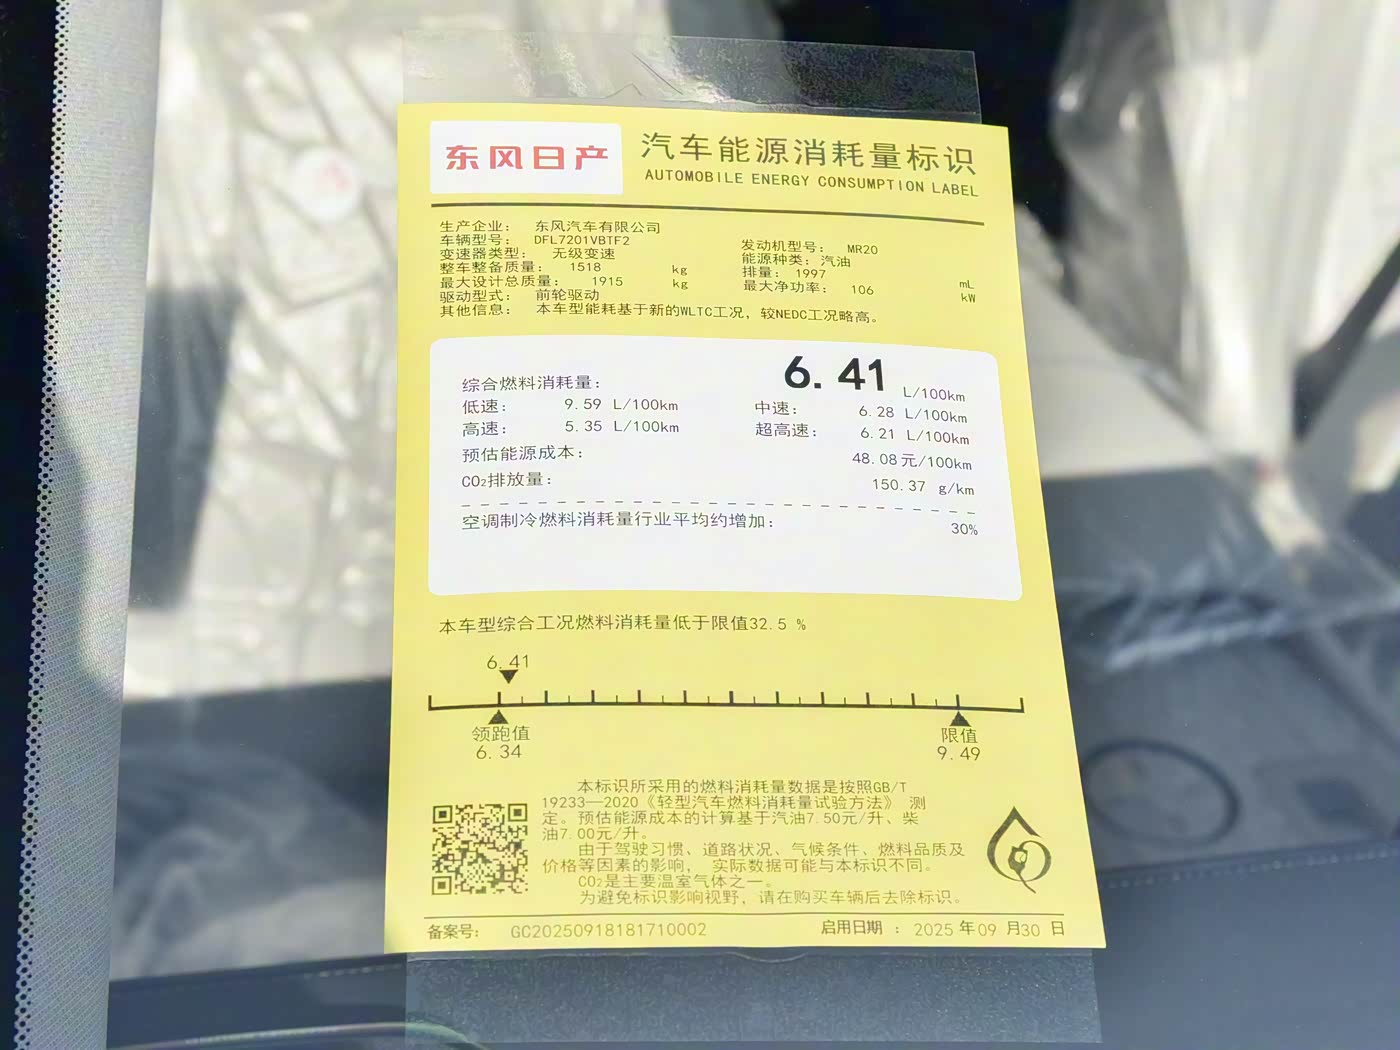 东风日产
汽车能源消耗量标识
AUTOMOBILE ENERGY CONSUMPTION LABEL
生产企业： 东风汽车有限公司
车辆型号： DFL7201VBTF2
发动机型号： MR20
变速器类型： 无级变速
能源种类：汽油
整车整备质量： 1518 kg
排量： 1997 mL
最大设计总质量： 1915 kg
最大净功率： 106 kW
驱动型式： 前轮驱动
其他信息： 本车型能耗基于新的WLTC工况，较NEDC工况略高。
综合燃料消耗量： 6.41 L/100km
低速： 9.59 L/100km 中速： 6.28 L/100km
高速： 5.35 L/100km 超高速： 6.21 L/100km
预估能源成本： 48.08元/100km
CO₂排放量： 150.37 g/km
空调制冷燃料消耗量行业平均约增加： 30%
本车型综合工况燃料消耗量低于限值32.5 %
6.41
领跑值 限值
6.34 9.49
本标识所采用的燃料消耗量数据是按照GB/T
19233—2020《轻型汽车燃料消耗量试验方法》 测
定。预估能源成本的计算基于汽油7.50元/升、柴
油7.00元/升。
由于驾驶习惯、道路状况、气候条件、燃料品质及
价格等因素的影响， 实际数据可能与本标识不同。
CO₂是主要温室气体之一。
为避免标识影响视野，请在购买车辆后去除标识。
备案号： GC20250918181710002 启用日期 ： 2025 年09 月30 日